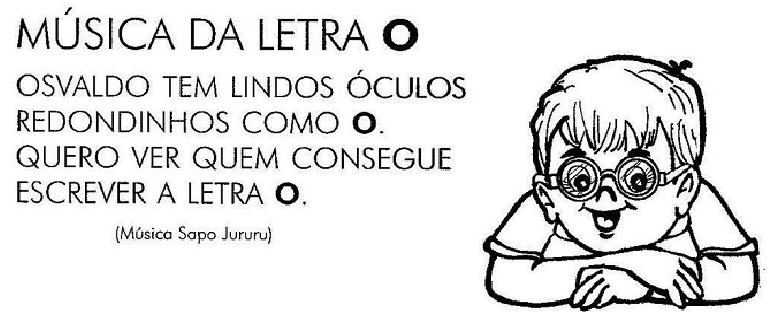 MÚSICA DA LETRA O
OSVALDO TEM LINDOS ÓCULOS
REDONDINHOS COMO O.
QUERO VER QUEM CONSEGUE
ESCREVER A LETRA O.
(Música Sapo Jururu)